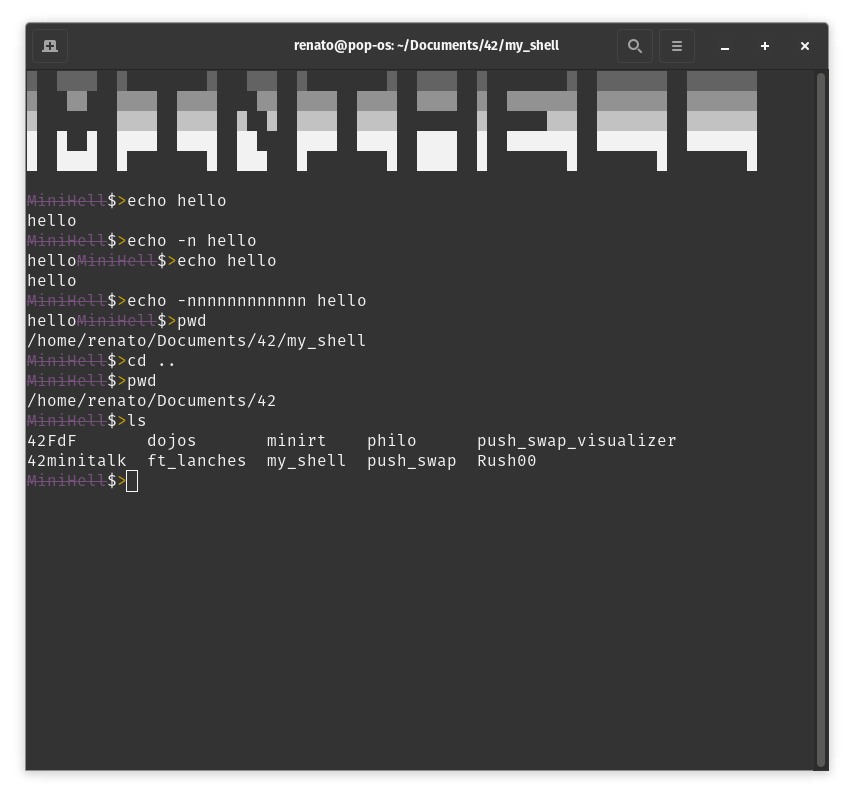 renato@pop-os: ~/Documents/42/my_shell
MiniHell$>echo hello
hello
MiniHell$>echo -n hello
helloMiniHell$>echo hello
hello
MiniHell$>echo -nnnnnnnnnnnn hello
helloMiniHell$>pwd
/home/renato/Documents/42/my_shell
MiniHell$>cd ..
MiniHell$>pwd
/home/renato/Documents/42
MiniHell$>ls
42FdF       dojos       minirt    philo      push_swap_visualizer
42minitalk  ft_lanches  my_shell  push_swap  Rush00
MiniHell$>